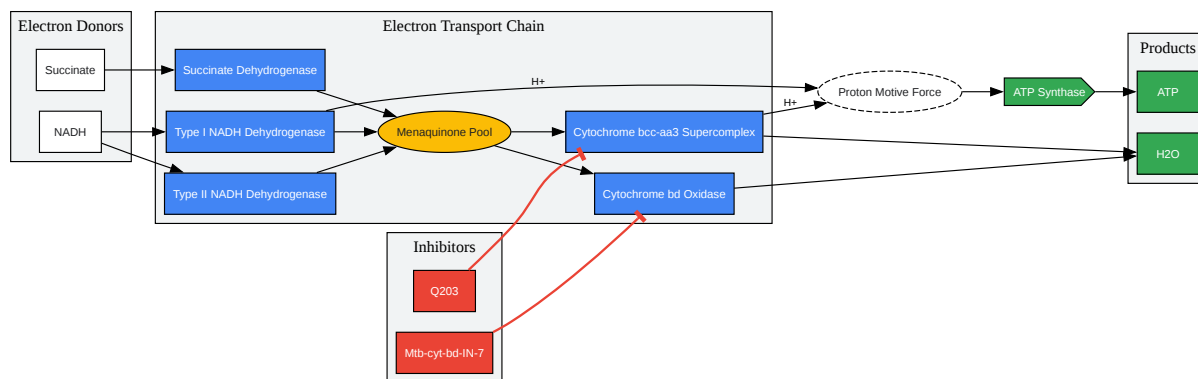 Electron Donors
Succinate
NADH
Electron Transport Chain
Succinate Dehydrogenase
Type I NADH Dehydrogenase
Type II NADH Dehydrogenase
Menaquinone Pool
Cytochrome bcc-aa3 Supercomplex
Cytochrome bd Oxidase
H+
H+
Proton Motive Force
ATP Synthase
Products
ATP
H2O
Inhibitors
Q203
Mtb-cyt-bd-IN-7